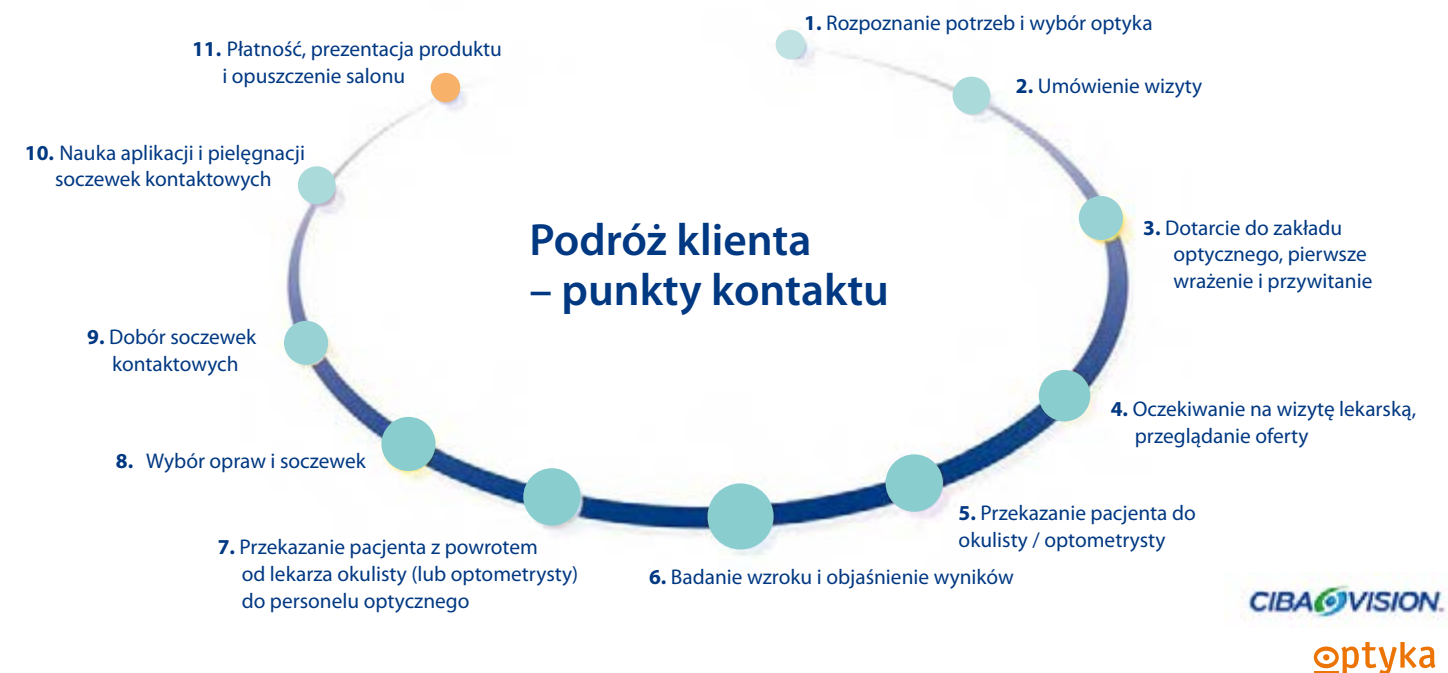 1. Rozpoznanie potrzeb i wybór optyka
2. Umówienie wizyty
3. Dotarcie do zakładu
optycznego, pierwsze
wrażenie i przywitanie
4. Oczekiwanie na wizytę lekarską,
przeglądanie oferty
5. Przekazanie pacjenta do
okulisty / optometrysty
6. Badanie wzroku i objaśnienie wyników
7. Przekazanie pacjenta z powrotem
od lekarza okulisty (lub optometrysty)
do personelu optycznego
8. Wybór opraw i soczewek
9. Dobór soczewek
kontaktowych
10. Nauka aplikacji i pielęgnacji
soczewek kontaktowych
11. Płatność, prezentacja produktu
i opuszczenie salonu
Podróż klienta
– punkty kontaktu
CIBA VISION.
optyka